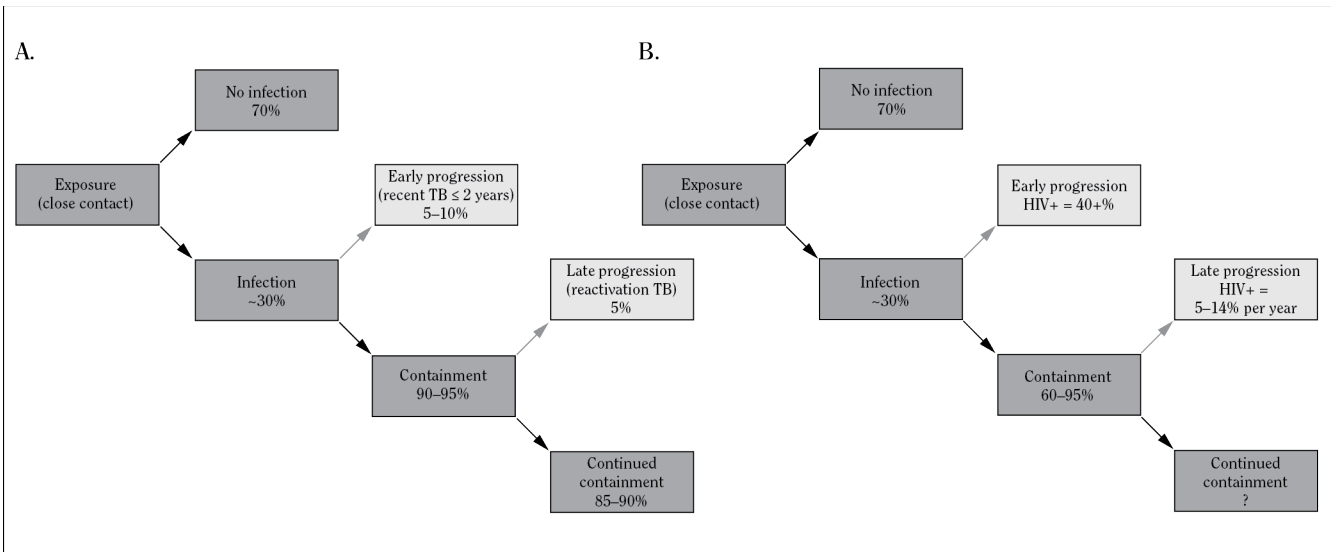 A.
No infection
70%
Exposure
(close contact)
Early progression
(recent TB ≤ 2 years)
5–10%
Infection
~30%
Late progression
(reactivation TB)
5%
Containment
90–95%
Continued
containment
85–90%
B.
No infection
70%
Exposure
(close contact)
Early progression
HIV+ = 40+%
Infection
~30%
Late progression
HIV+ =
5–14% per year
Containment
60–95%
Continued
containment
?